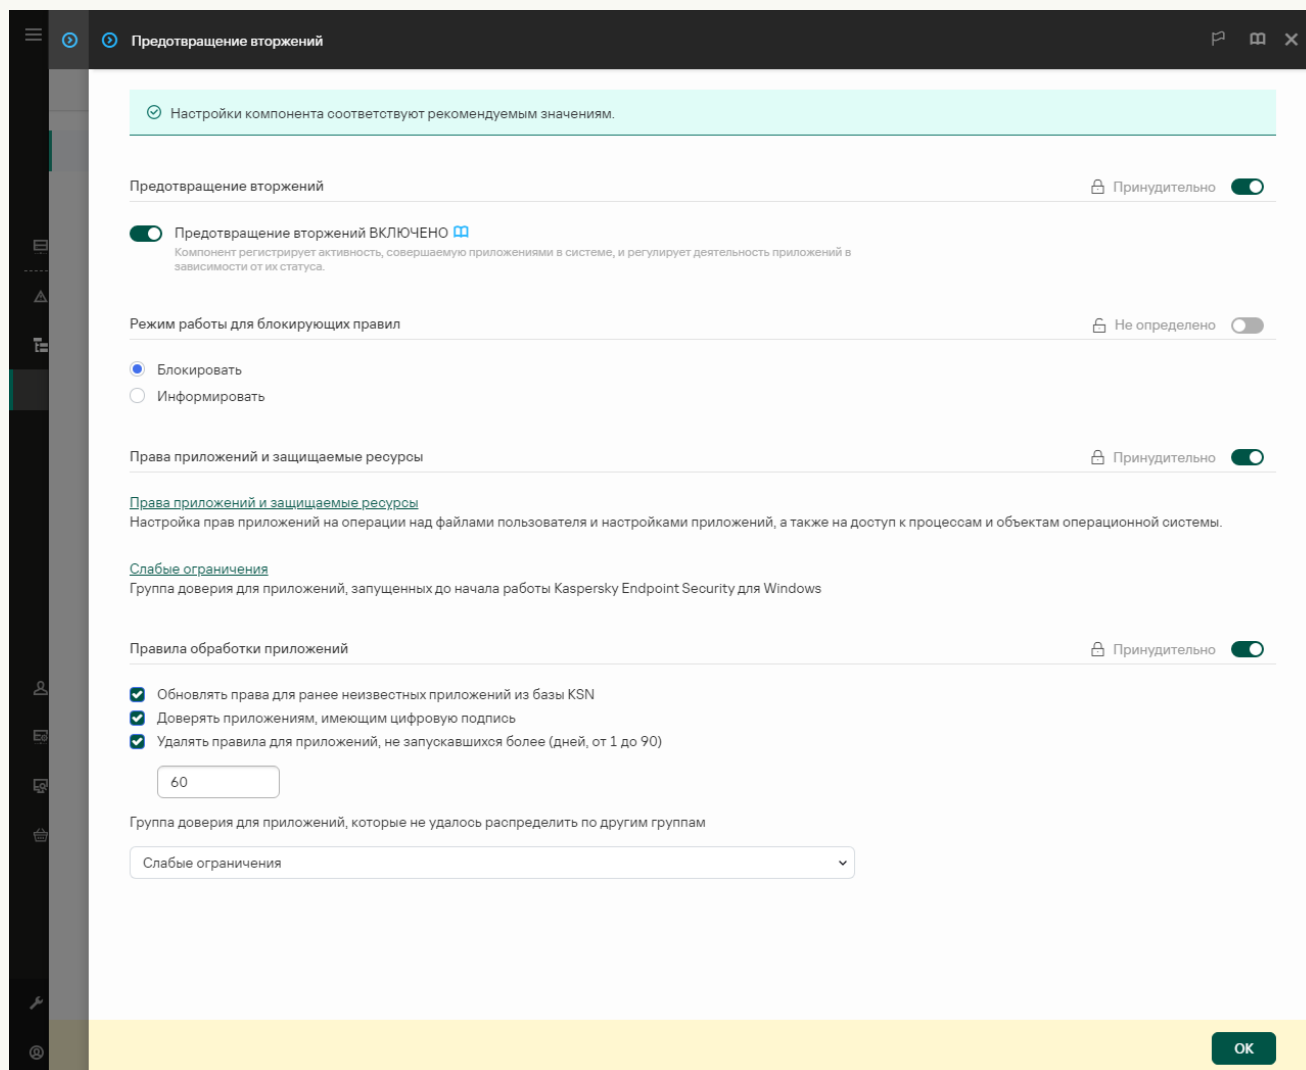 Предотвращение вторжений
Настройки компонента соответствуют рекомендуемым значениям.
Предотвращение вторжений
Принудительно
Предотвращение вторжений ВКЛЮЧЕНО
Компонент регистрирует активность, совершаемую приложениями в системе, и регулирует деятельность приложений в
зависимости от их статуса.
Режим работы для блокирующих правил
Не определено
Блокировать
Информировать
Права приложений и защищаемые ресурсы
Принудительно
Права приложений и защищаемые ресурсы
Настройка прав приложений на операции над файлами пользователя и настройками приложений, а также на доступ к процессам и объектам операционной системы.
Слабые ограничения
Группа доверия для приложений, запущенных до начала работы Kaspersky Endpoint Security для Windows
Правила обработки приложений
Принудительно
Обновлять права для ранее неизвестных приложений из базы KSN
Доверять приложениям, имеющим цифровую подпись
Удалять правила для приложений, не запускавшихся более (дней, от 1 до 90)
60
Группа доверия для приложений, которые не удалось распределить по другим группам
Слабые ограничения
OK